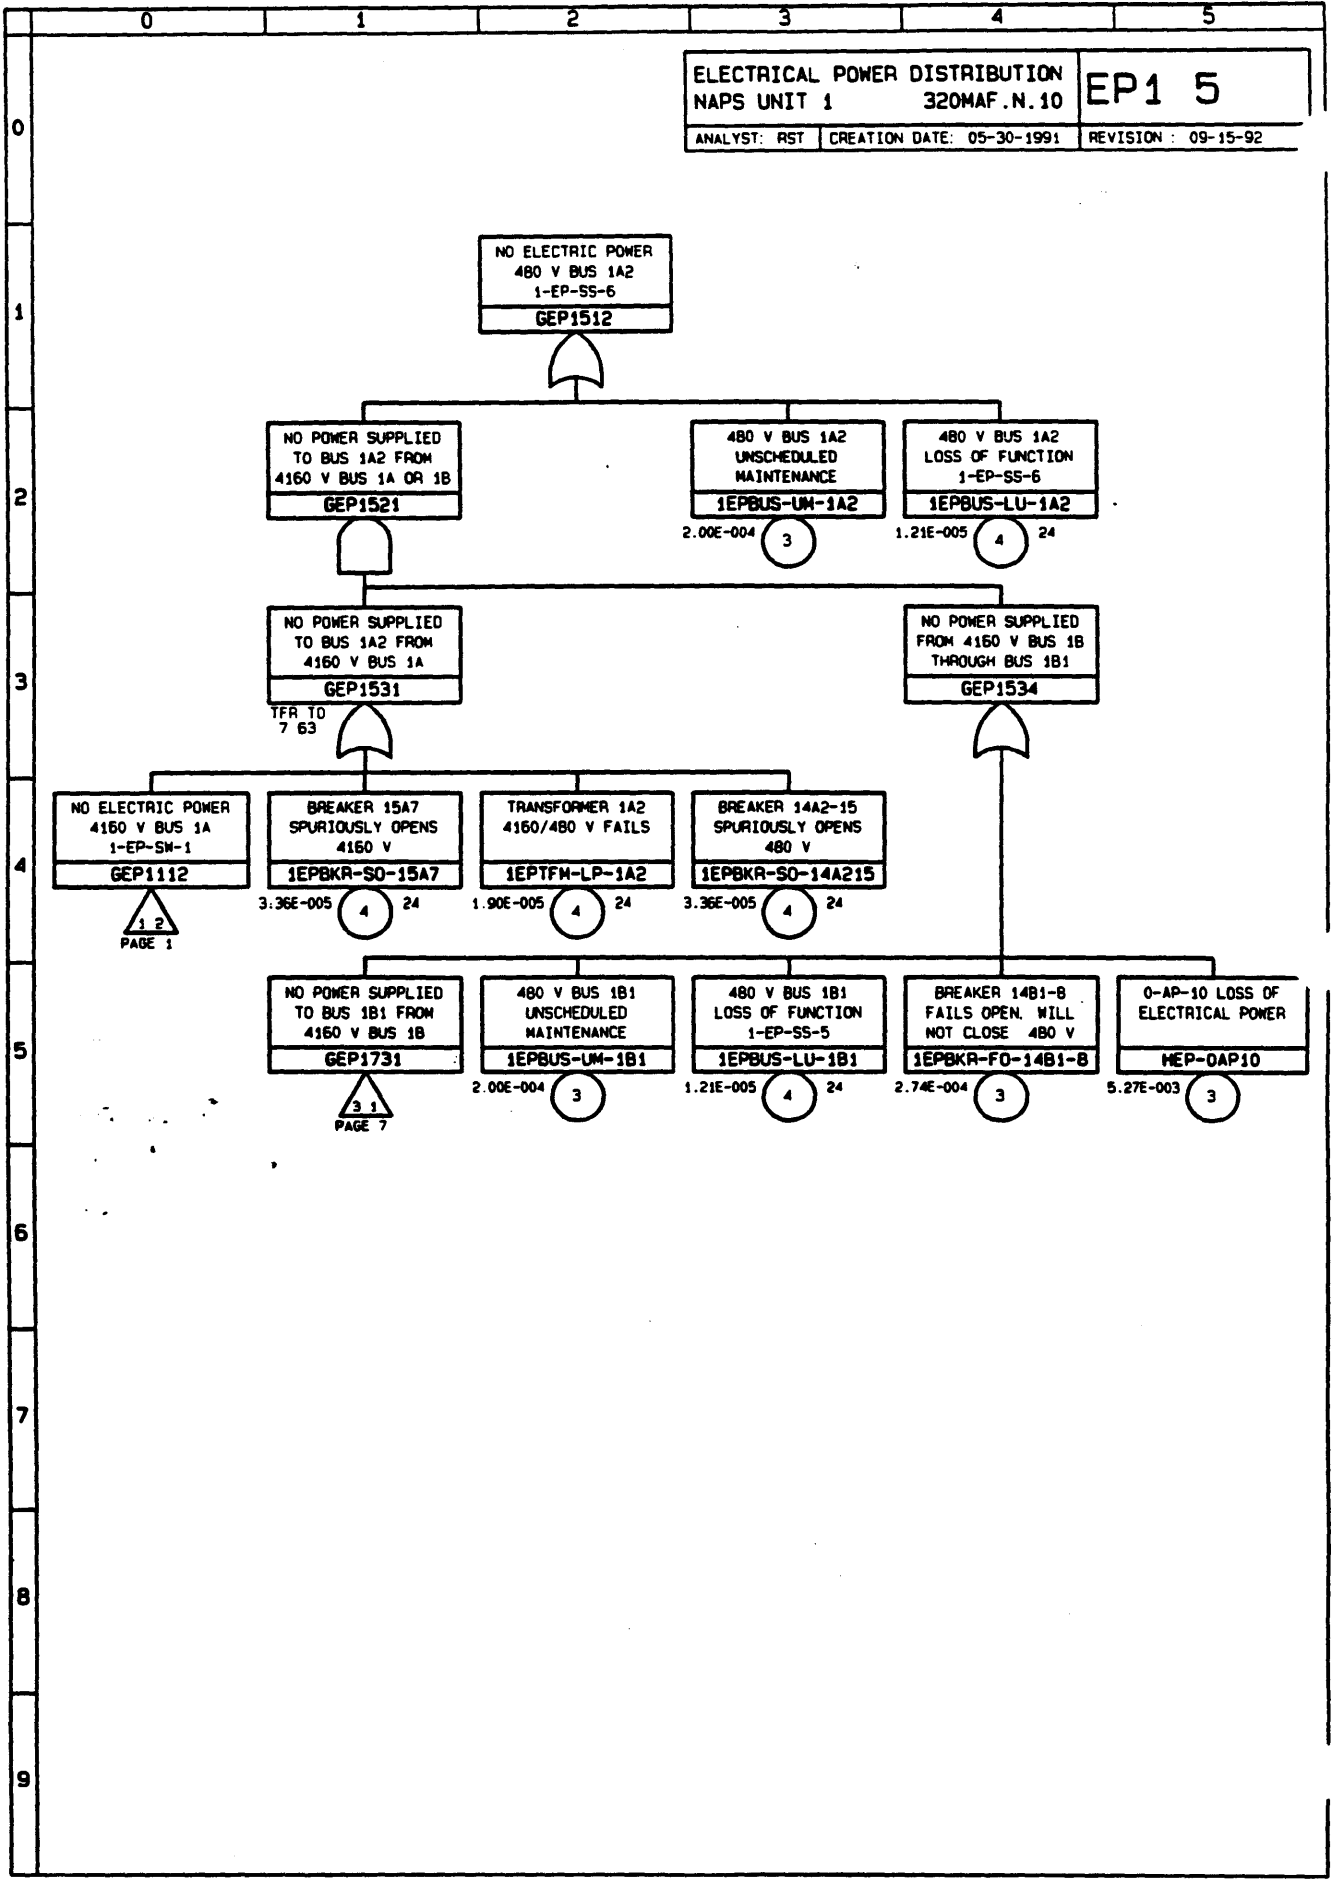 0 1 2 3 4 5
ELECTRICAL POWER DISTRIBUTION
NAPS UNIT 1 320MAF.N.10
EP1 5
ANALYST: RST CREATION DATE: 05-30-1991 REVISION : 09-15-92
0
NO ELECTRIC POWER
480 V BUS 1A2
1-EP-SS-6
GEP1512
1
NO POWER SUPPLIED
TO BUS 1A2 FROM
4160 V BUS 1A OR 1B
GEP1521
480 V BUS 1A2
UNSCHEDULED
MAINTENANCE
1EPBUS-UM-1A2
2.00E-004 3
480 V BUS 1A2
LOSS OF FUNCTION
1-EP-SS-6
1EPBUS-LU-1A2
1.21E-005 4 24
2
NO POWER SUPPLIED
TO BUS 1A2 FROM
4160 V BUS 1A
GEP1531
TFR TO
7 63
NO POWER SUPPLIED
FROM 4160 V BUS 1B
THROUGH BUS 1B1
GEP1534
3
NO ELECTRIC POWER
4160 V BUS 1A
1-EP-SW-1
GEP1112
1 2
PAGE 1
BREAKER 15A7
SPURIOUSLY OPENS
4160 V
1EPBKR-SO-15A7
3.36E-005 4 24
TRANSFORMER 1A2
4160/480 V FAILS
1EPTFM-LP-1A2
1.90E-005 4 24
BREAKER 14A2-15
SPURIOUSLY OPENS
480 V
1EPBKR-SO-14A215
3.36E-005 4 24
4
NO POWER SUPPLIED
TO BUS 1B1 FROM
4160 V BUS 1B
GEP1731
3 1
PAGE 7
480 V BUS 1B1
UNSCHEDULED
MAINTENANCE
1EPBUS-UM-1B1
2.00E-004 3
480 V BUS 1B1
LOSS OF FUNCTION
1-EP-SS-5
1EPBUS-LU-1B1
1.21E-005 4 24
BREAKER 14B1-8
FAILS OPEN. WILL
NOT CLOSE 480 V
1EPBKR-FO-14B1-8
2.74E-004 3
0-AP-10 LOSS OF
ELECTRICAL POWER
HEP-0AP10
5.27E-003 3
5
6
7
8
9